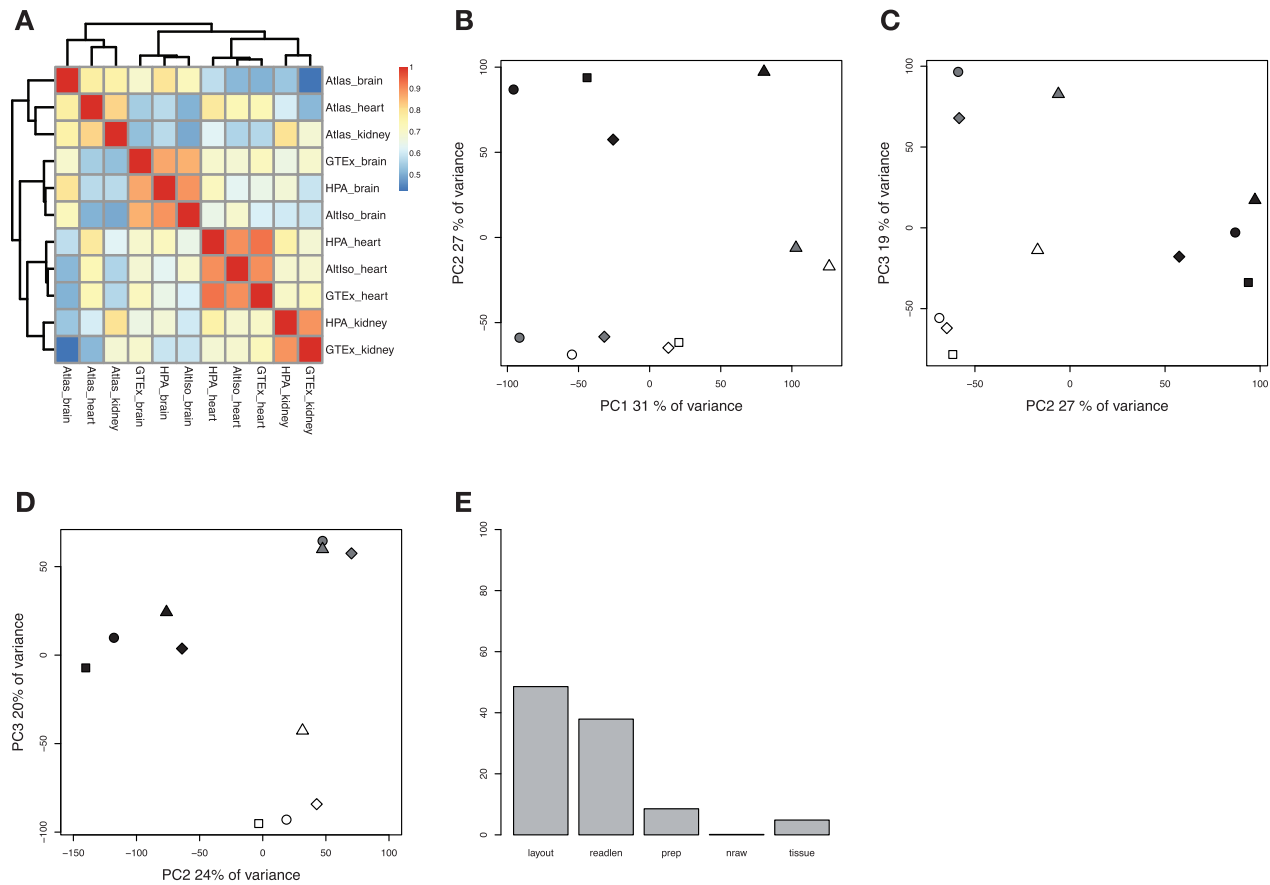 A
Atlas_brain
Atlas_heart
Atlas_kidney
GTEx_brain
HPA_brain
AltIso_brain
HPA_heart
AltIso_heart
GTEx_heart
HPA_kidney
GTEx_kidney
1
0.9
0.8
0.7
0.6
0.5
Atlas_brain
Atlas_heart
Atlas_kidney
GTEx_brain
HPA_brain
AltIso_brain
HPA_heart
AltIso_heart
GTEx_heart
HPA_kidney
GTEx_kidney
B
PC2 27 % of variance
100
50
0
−50
−100
−50
0
50
100
PC1 31 % of variance
C
PC3 19 % of variance
100
50
0
−50
−50
0
50
100
PC2 27 % of variance
D
PC3 20% of variance
50
0
−50
−100
−150
−100
−50
0
50
100
PC2 24% of variance
E
100
80
60
40
20
0
layout
readlen
prep
nraw
tissue